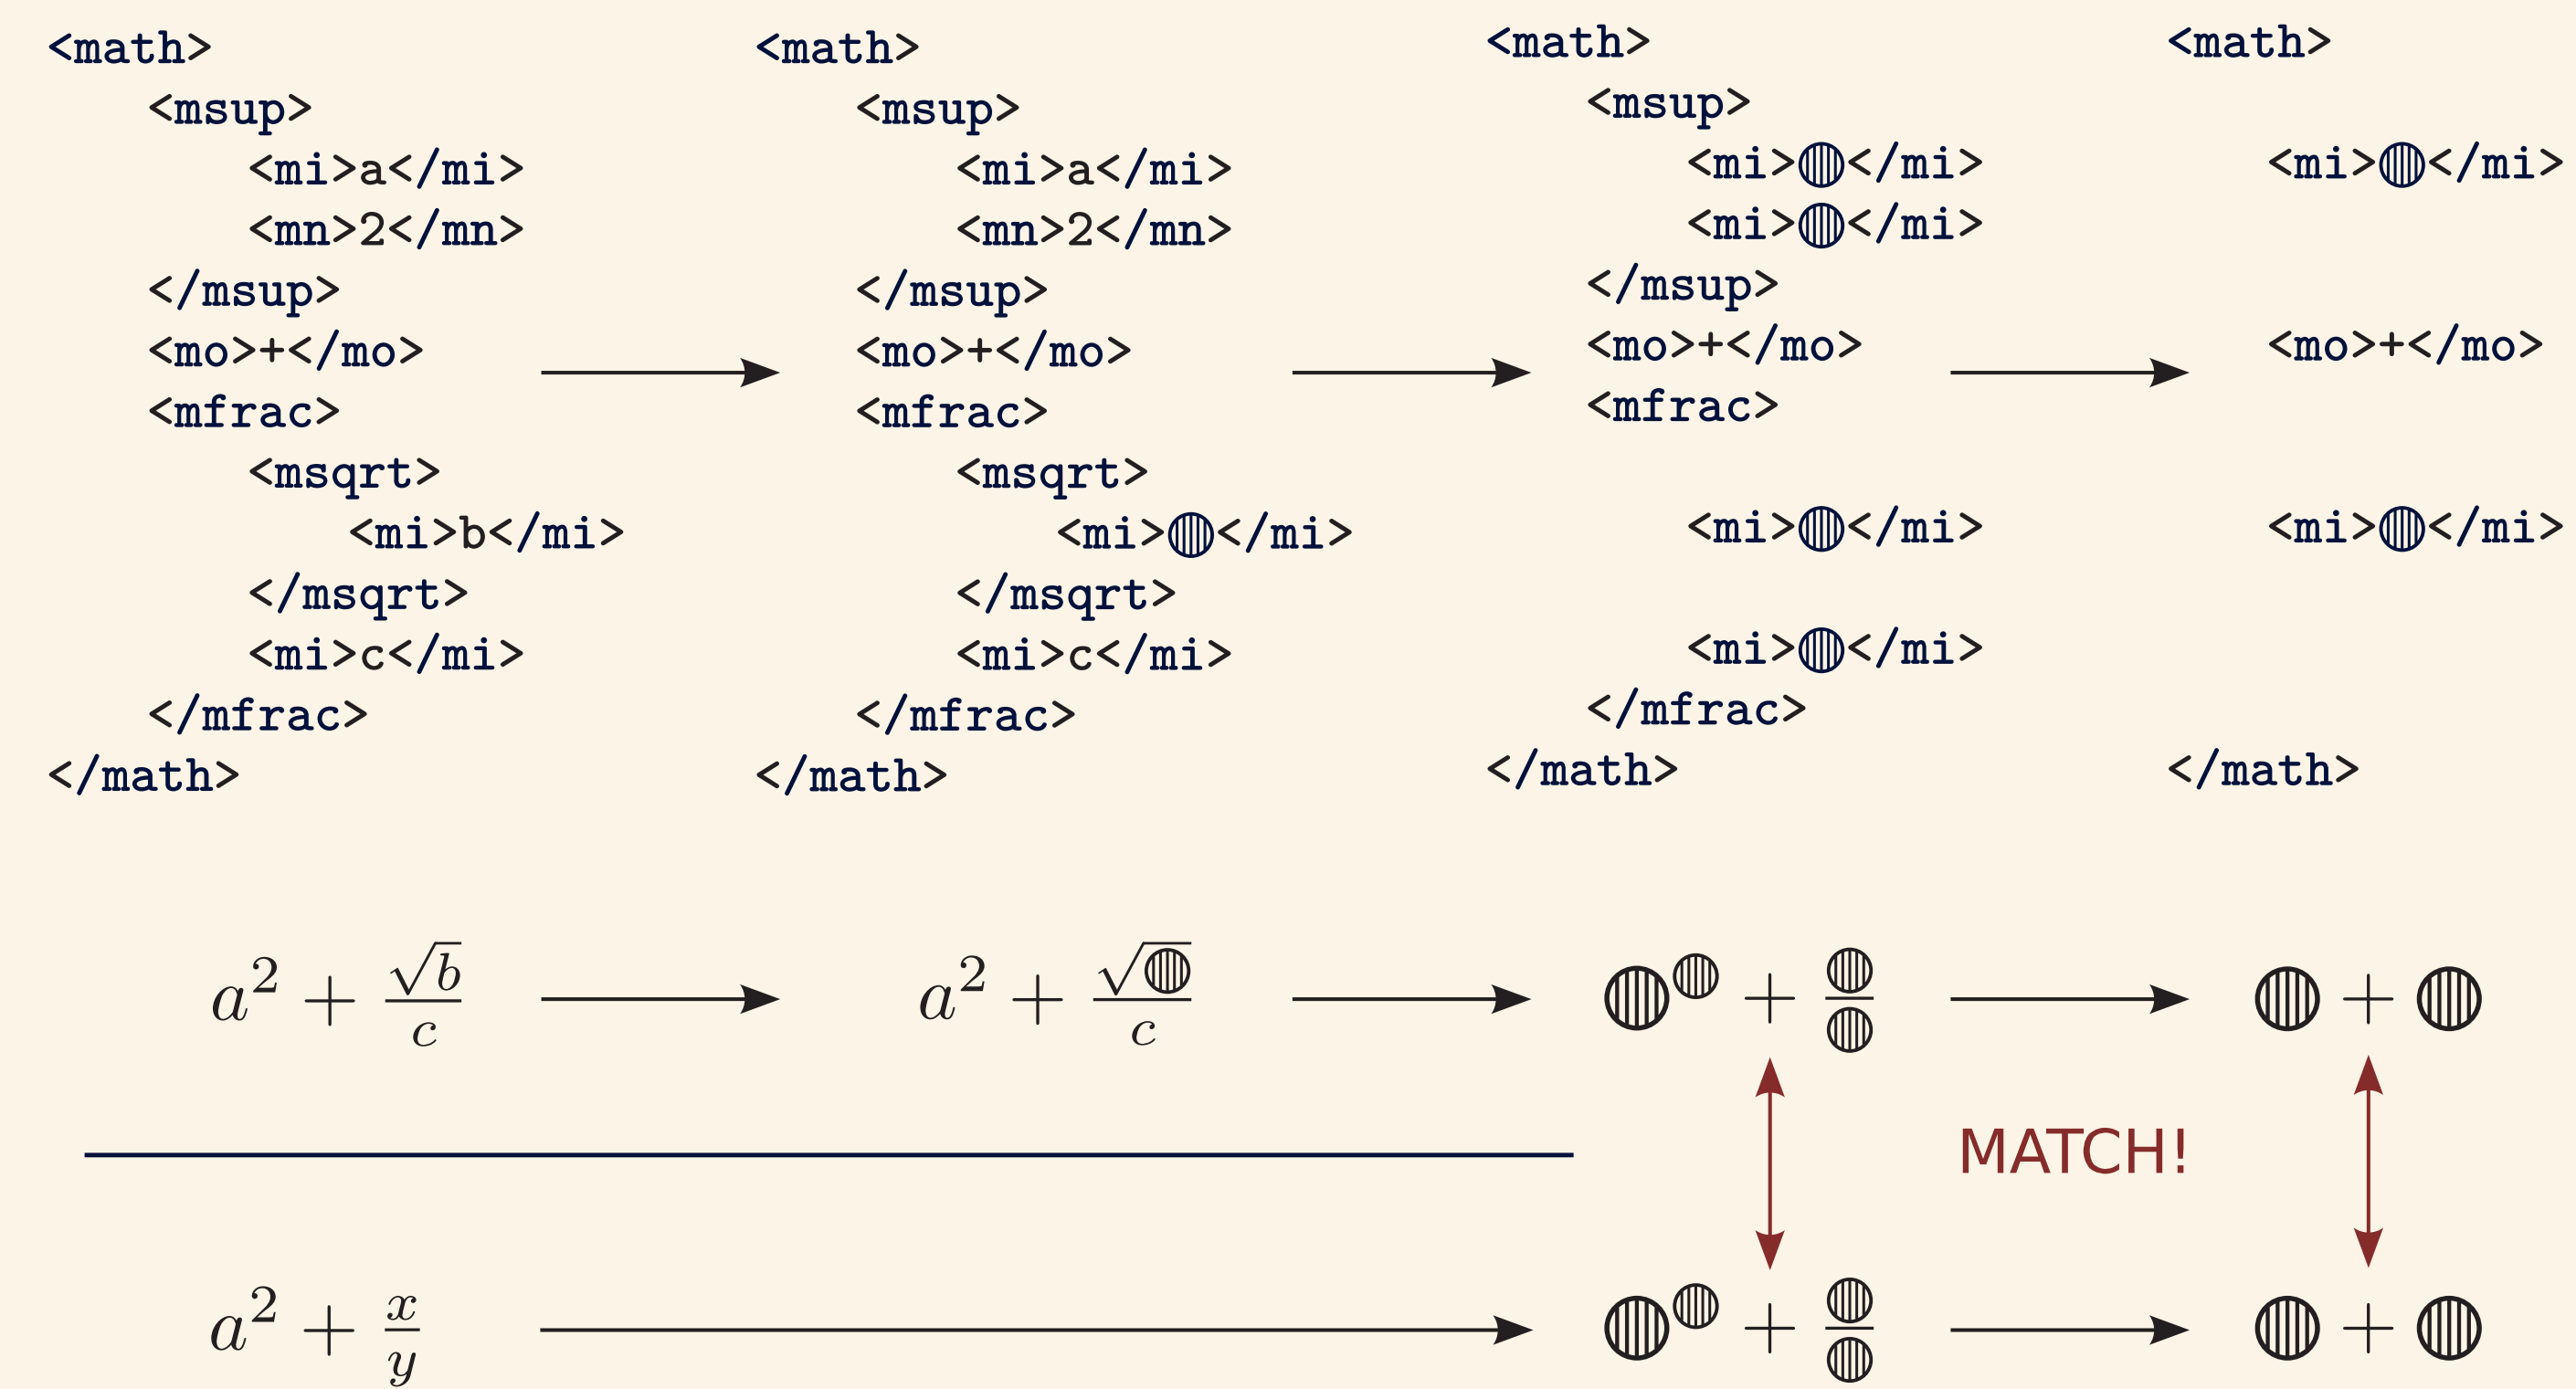 <math>
<msup>
<mi>a</mi>
<mn>2</mn>
</msup>
<mo>+</mo>
<mfrac>
<msqrt>
<mi>b</mi>
</msqrt>
<mi>c</mi>
</mfrac>
</math>
<math>
<msup>
<mi>a</mi>
<mn>2</mn>
</msup>
<mo>+</mo>
<mfrac>
<msqrt>
<mi>◍</mi>
</msqrt>
<mi>c</mi>
</mfrac>
</math>
<math>
<msup>
<mi>◍</mi>
<mi>◍</mi>
</msup>
<mo>+</mo>
<mfrac>
<mi>◍</mi>
<mi>◍</mi>
</mfrac>
</math>
<math>
<mi>◍</mi>
<mo>+</mo>
<mi>◍</mi>
</math>
a² + √b/c
a² + √◍/c
◍^◍ + ◍/◍
◍ + ◍
MATCH!
a² + x/y
◍^◍ + ◍/◍
◍ + ◍